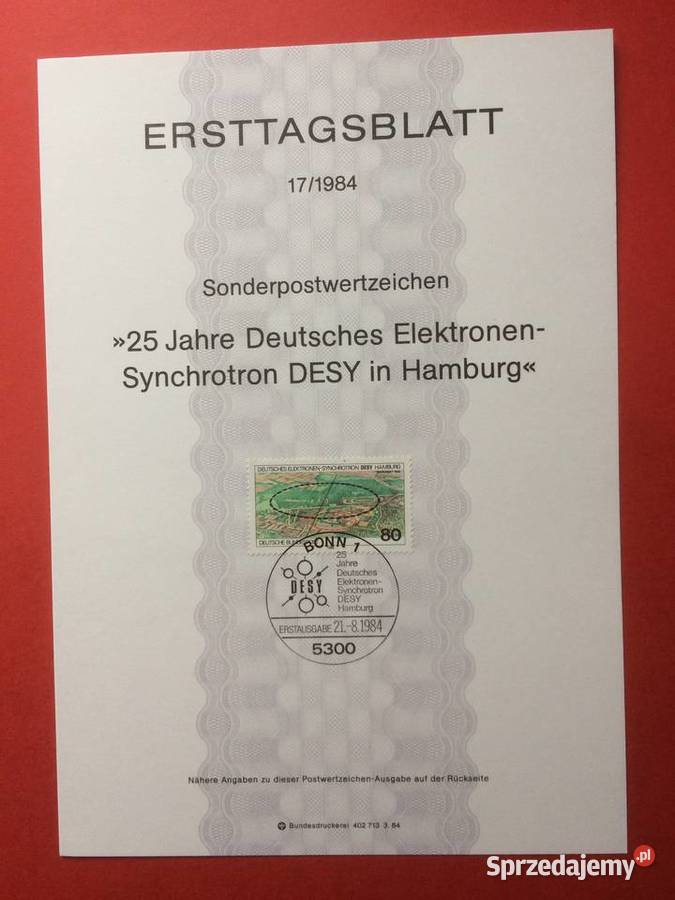 ERSTTAGSBLATT
17/1984
Sonderpostwertzeichen
»25 Jahre Deutsches Elektronen-
Synchrotron DESY in Hamburg«
DEUTSCHES ELEKTRONEN-SYNCHROTRON DESY HAMBURG
DEUTSCHE
80
BONN 1
25
Jahre
Deutsches
Elektronen-
Synchrotron
DESY
Hamburg
DESY
ERSTAUSGABE 21.-8.1984
5300
Nähere Angaben zu dieser Postwertzeichen-Ausgabe auf der Rückseite
Bundesdruckerei 402 713 3.84
Sprzedajemy.pl